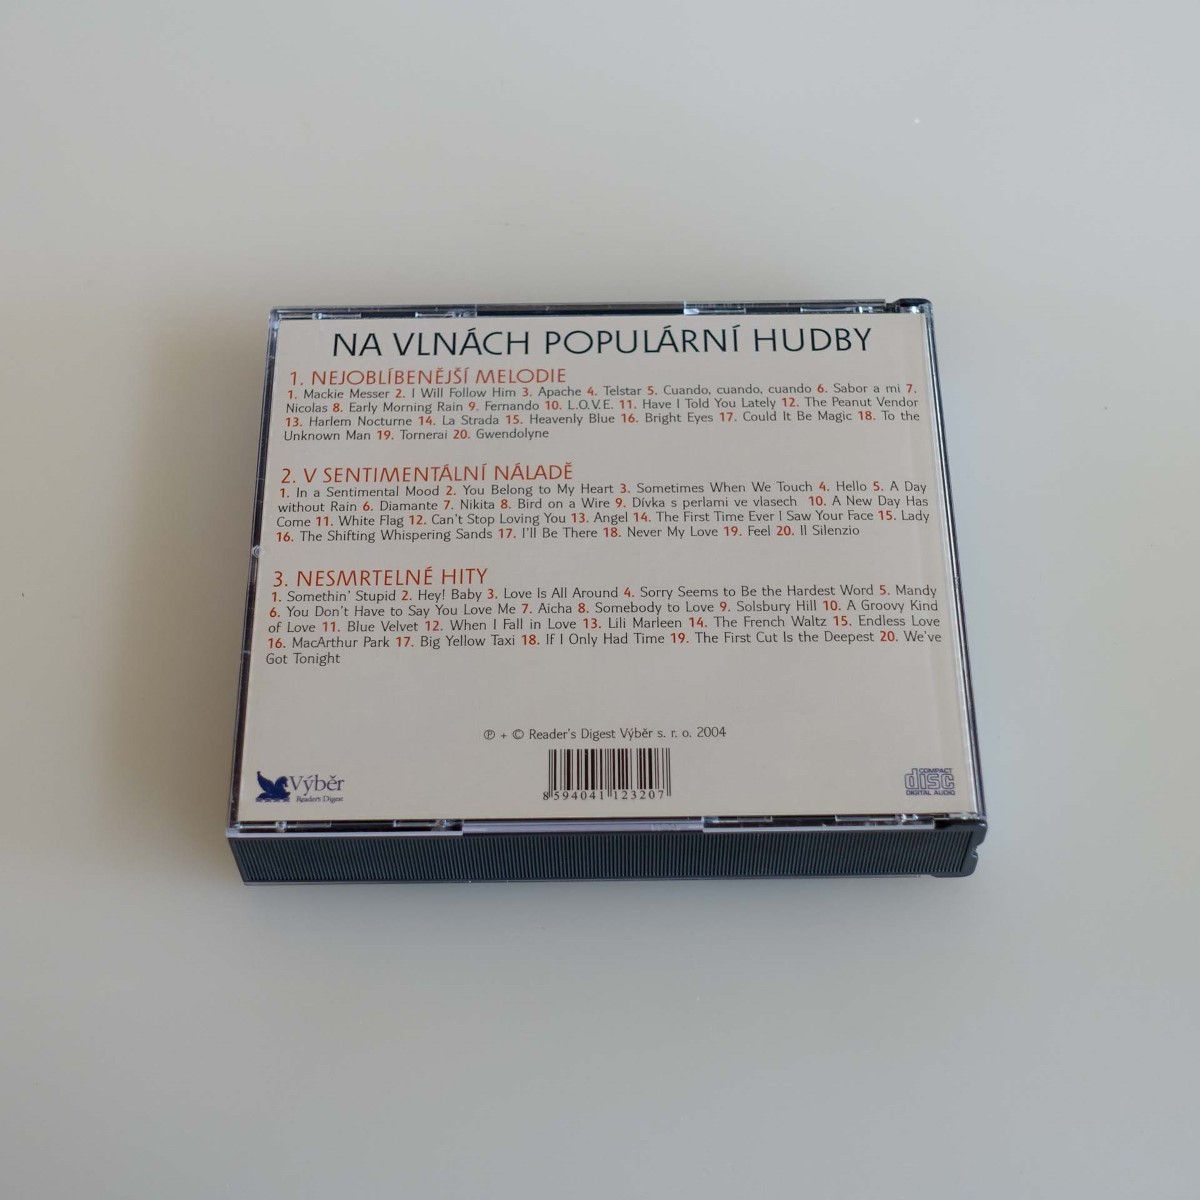 NA VLNÁCH POPULÁRNÍ HUDBY
1. NEJOBLÍBENĚJŠÍ MELODIE
1. Mackie Messer 2. I Will Follow Him 3. Apache 4. Telstar 5. Cuando, cuando, cuando 6. Sabor a mi 7.
Nicolas 8. Early Morning Rain 9. Fernando 10. L.O.V.E. 11. Have I Told You Lately 12. The Peanut Vendor
13. Harlem Nocturne 14. La Strada 15. Heavenly Blue 16. Bright Eyes 17. Could It Be Magic 18. To the
Unknown Man 19. Tornerai 20. Gwendolyne
2. V SENTIMENTÁLNÍ NÁLADĚ
1. In a Sentimental Mood 2. You Belong to My Heart 3. Sometimes When We Touch 4. Hello 5. A Day
without Rain 6. Diamante 7. Nikita 8. Bird on a Wire 9. Dívka s perlami ve vlasech 10. A New Day Has
Come 11. White Flag 12. Can't Stop Loving You 13. Angel 14. The First Time Ever I Saw Your Face 15. Lady
16. The Shifting Whispering Sands 17. I'll Be There 18. Never My Love 19. Feel 20. Il Silenzio
3. NESMRTELNÉ HITY
1. Somethin' Stupid 2. Hey! Baby 3. Love Is All Around 4. Sorry Seems to Be the Hardest Word 5. Mandy
6. You Don't Have to Say You Love Me 7. Aicha 8. Somebody to Love 9. Solsbury Hill 10. A Groovy Kind
of Love 11. Blue Velvet 12. When I Fall in Love 13. Lili Marleen 14. The French Waltz 15. Endless Love
16. MacArthur Park 17. Big Yellow Taxi 18. If I Only Had Time 19. The First Cut Is the Deepest 20. We've
Got Tonight
℗ + © Reader's Digest Výběr s. r. o. 2004
Výběr
Reader's Digest
8 594041 123207
COMPACT
disc
DIGITAL AUDIO